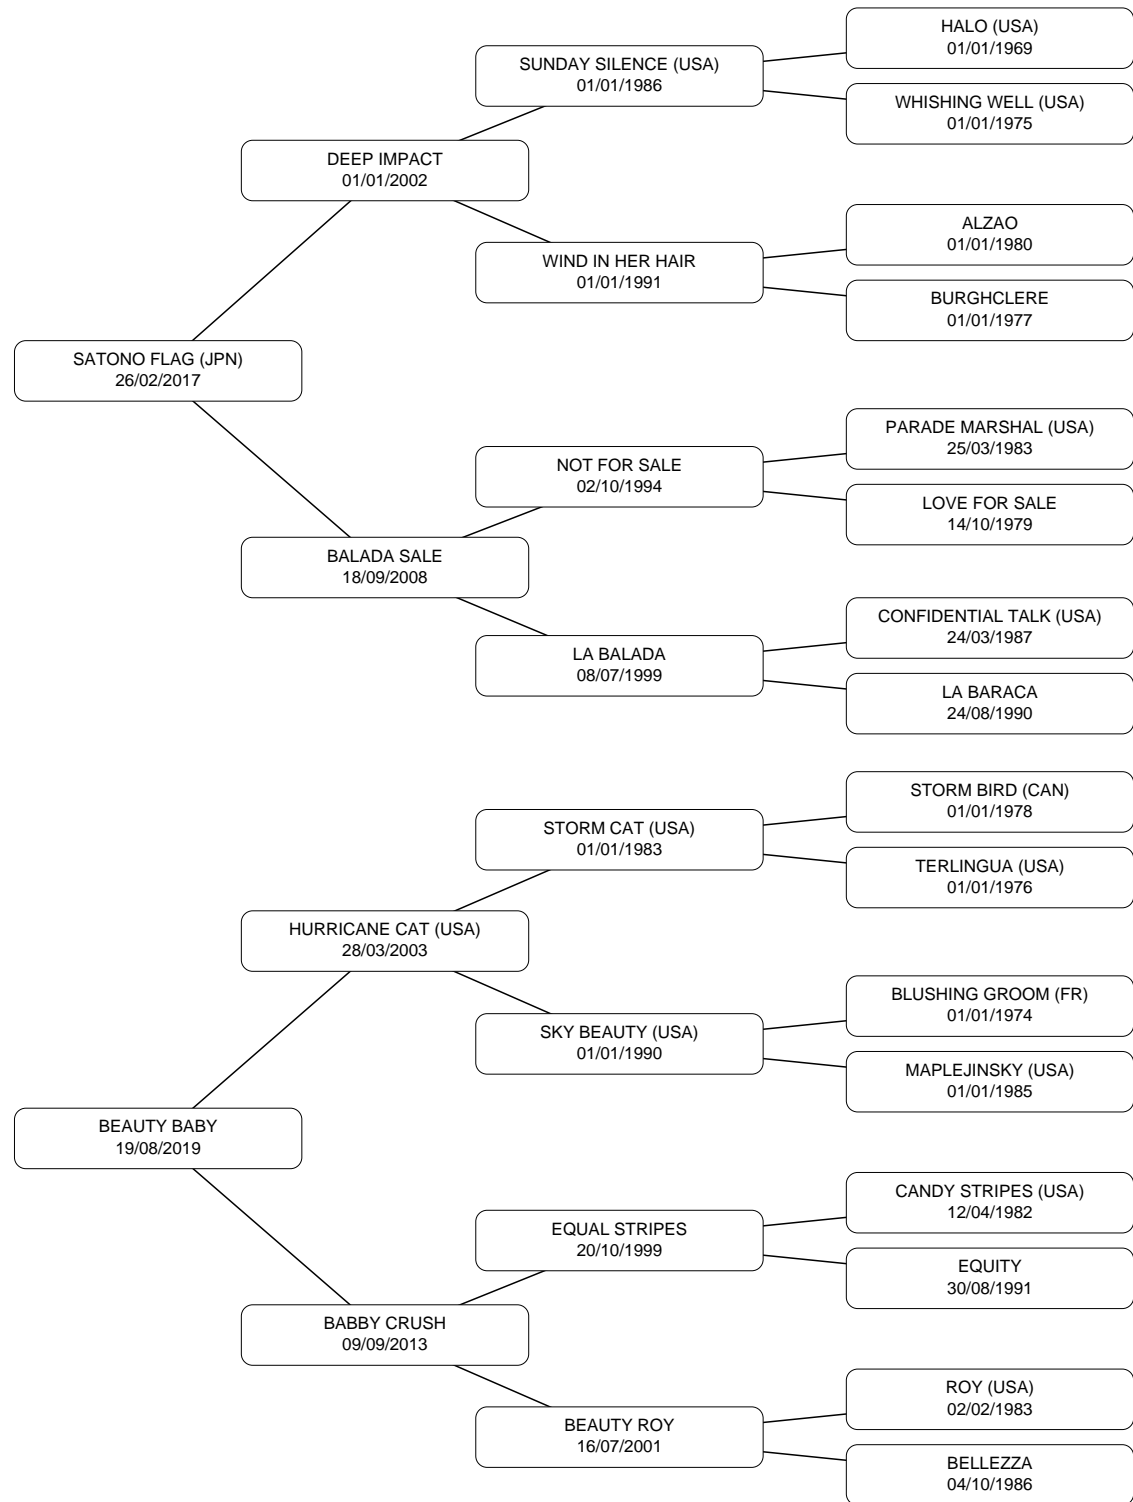 HALO (USA)
01/01/1969
SUNDAY SILENCE (USA)
01/01/1986
WHISHING WELL (USA)
01/01/1975
DEEP IMPACT
01/01/2002
ALZAO
01/01/1980
WIND IN HER HAIR
01/01/1991
BURGHCLERE
01/01/1977
SATONO FLAG (JPN)
26/02/2017
PARADE MARSHAL (USA)
25/03/1983
NOT FOR SALE
02/10/1994
LOVE FOR SALE
14/10/1979
BALADA SALE
18/09/2008
CONFIDENTIAL TALK (USA)
24/03/1987
LA BALADA
08/07/1999
LA BARACA
24/08/1990
STORM BIRD (CAN)
01/01/1978
STORM CAT (USA)
01/01/1983
TERLINGUA (USA)
01/01/1976
HURRICANE CAT (USA)
28/03/2003
BLUSHING GROOM (FR)
01/01/1974
SKY BEAUTY (USA)
01/01/1990
MAPLEJINSKY (USA)
01/01/1985
BEAUTY BABY
19/08/2019
CANDY STRIPES (USA)
12/04/1982
EQUAL STRIPES
20/10/1999
EQUITY
30/08/1991
BABBY CRUSH
09/09/2013
ROY (USA)
02/02/1983
BEAUTY ROY
16/07/2001
BELLEZZA
04/10/1986